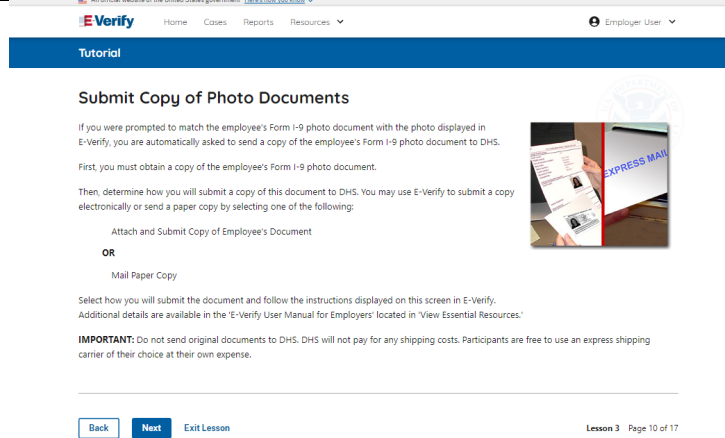 An official website of the United States government Here's how you know
E-Verify Home Cases Reports Resources Employer User
Tutorial
Submit Copy of Photo Documents
If you were prompted to match the employee's Form I-9 photo document with the photo displayed in
E-Verify, you are automatically asked to send a copy of the employee's Form I-9 photo document to DHS.
First, you must obtain a copy of the employee's Form I-9 photo document.
Then, determine how you will submit a copy of this document to DHS. You may use E-Verify to submit a copy
electronically or send a paper copy by selecting one of the following:
Attach and Submit Copy of Employee's Document
OR
Mail Paper Copy
EXPRESS MAIL
Select how you will submit the document and follow the instructions displayed on this screen in E-Verify.
Additional details are available in the 'E-Verify User Manual for Employers' located in 'View Essential Resources.'
IMPORTANT: Do not send original documents to DHS. DHS will not pay for any shipping costs. Participants are free to use an express shipping
carrier of their choice at their own expense.
Back Next Exit Lesson Lesson 3 Page 10 of 17